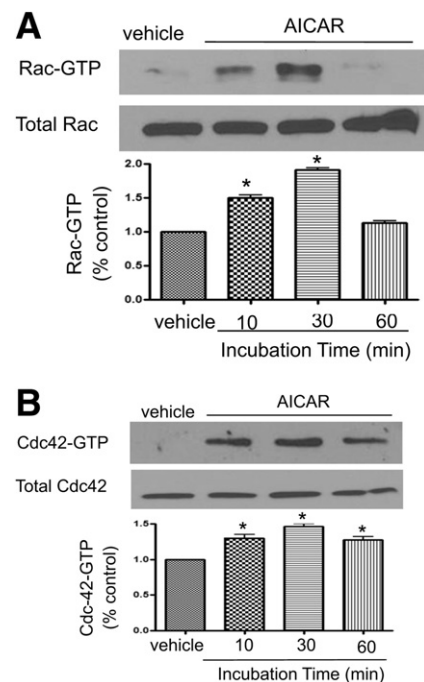 A
vehicle AICAR
Rac-GTP
Total Rac
Rac-GTP
(% control)
2.0
1.5
1.0
0.5
0.0
* *
vehicle 10 30 60
Incubation Time (min)
B
vehicle AICAR
Cdc42-GTP
Total Cdc42
Cdc-42-GTP
(% control)
1.5
1.0
0.5
0.0
* * *
vehicle 10 30 60
Incubation Time (min)